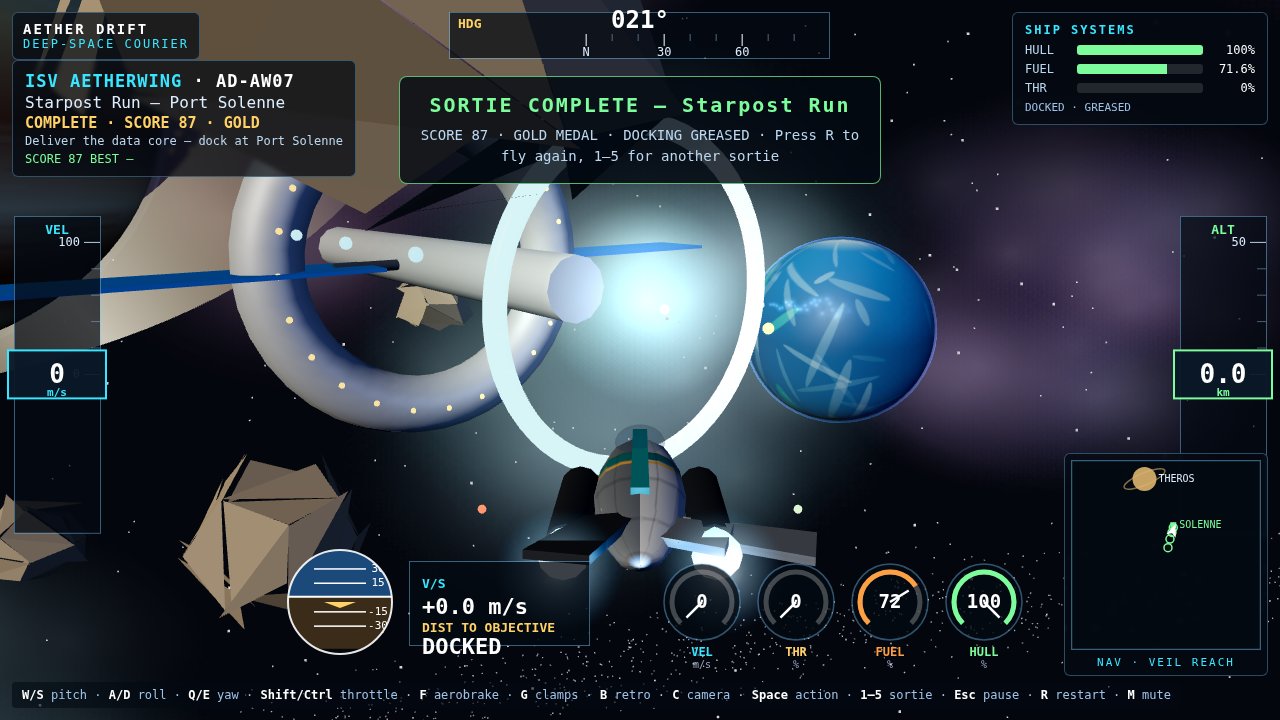 AETHER DRIFT
DEEP-SPACE COURIER
ISV AETHERWING · AD-AW07
Starpost Run — Port Solenne
COMPLETE · SCORE 87 · GOLD
Deliver the data core — dock at Port Solenne
SCORE 87 BEST —
HDG
021°
N 30 60
SORTIE COMPLETE — Starpost Run
SCORE 87 · GOLD MEDAL · DOCKING GREASED · Press R to
fly again, 1–5 for another sortie
SHIP SYSTEMS
HULL 100%
FUEL 71.6%
THR 0%
DOCKED · GREASED
VEL
100
0
m/s
ALT
50
0.0
km
THEROS
SOLENNE
NAV · VEIL REACH
15
-15
-30
V/S
+0.0 m/s
DIST TO OBJECTIVE
DOCKED
0 0 72 100
VEL THR FUEL HULL
m/s % % %
W/S pitch · A/D roll · Q/E yaw · Shift/Ctrl throttle · F aerobrake · G clamps · B retro · C camera · Space action · 1–5 sortie · Esc pause · R restart · M mute